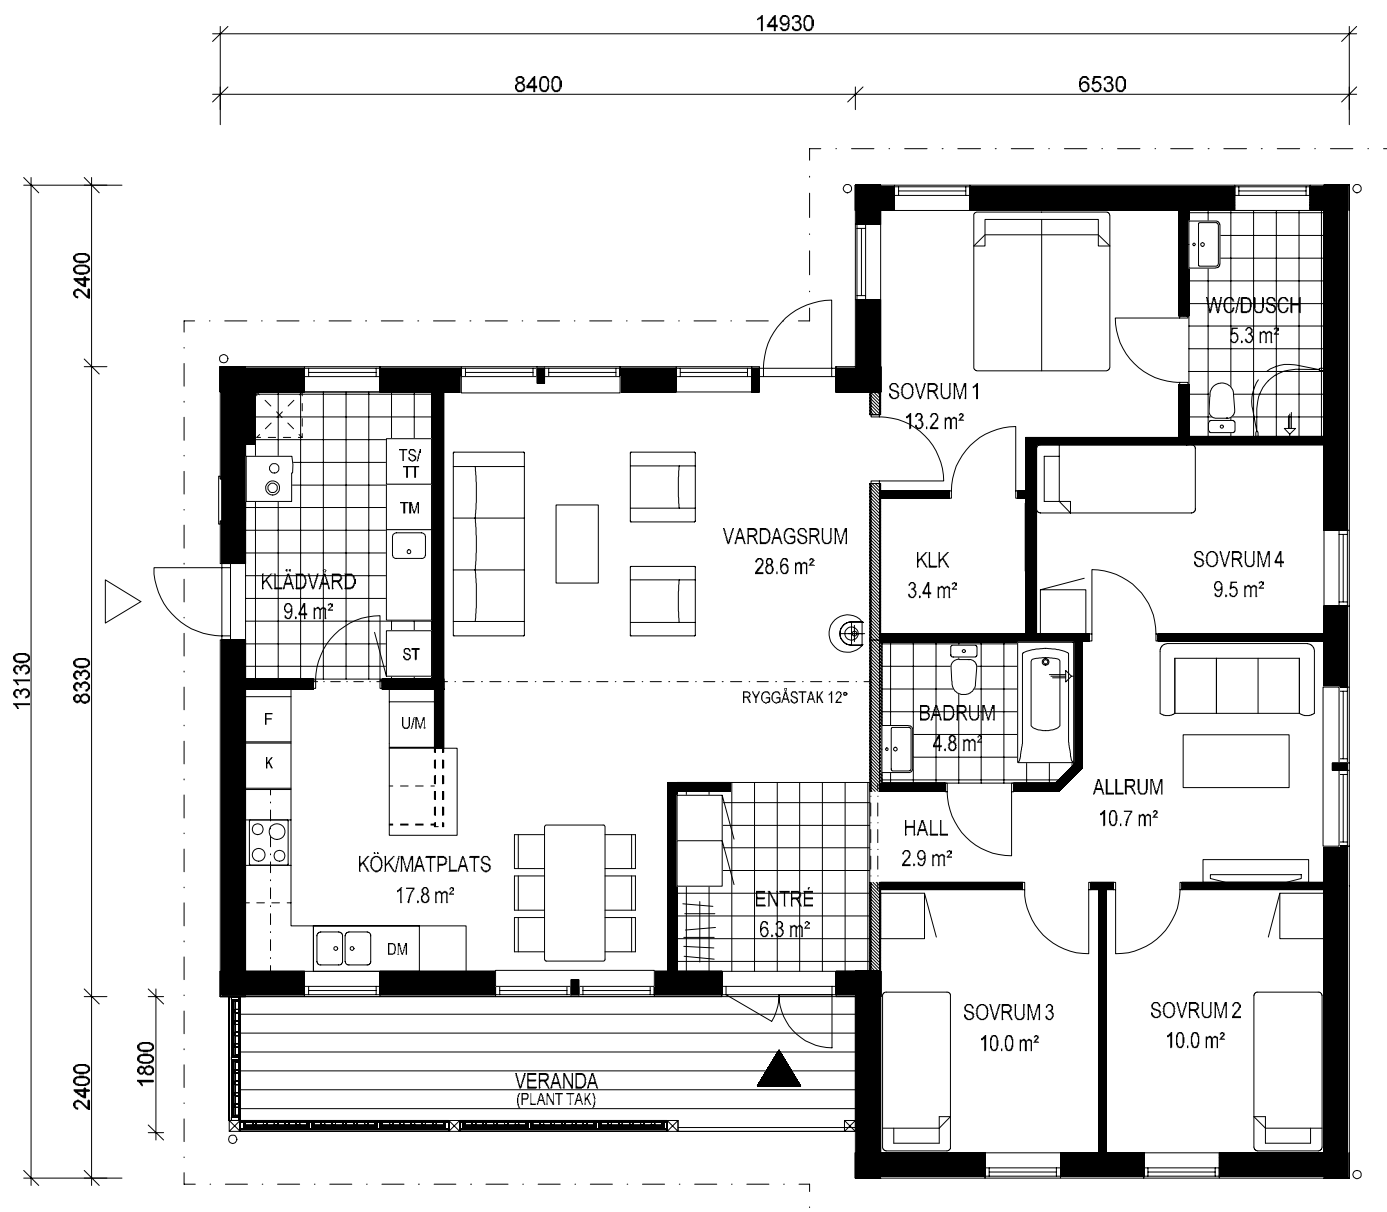 14930
8400
6530
2400
WC/DUSCH
5.3 m²
SOVRUM 1
13.2 m²
TS/
TT
TM
VARDAGSRUM
28.6 m²
KLK
3.4 m²
SOVRUM 4
9.5 m²
KLÄDVÅRD
9.4 m²
ST
13130
8330
RYGGÅSTAK 12°
F
U/M
K
BADRUM
4.8 m²
ALLRUM
10.7 m²
HALL
2.9 m²
KÖK/MATPLATS
17.8 m²
ENTRÉ
6.3 m²
DM
SOVRUM 3
10.0 m²
SOVRUM 2
10.0 m²
2400
1800
VERANDA
(PLANT TAK)